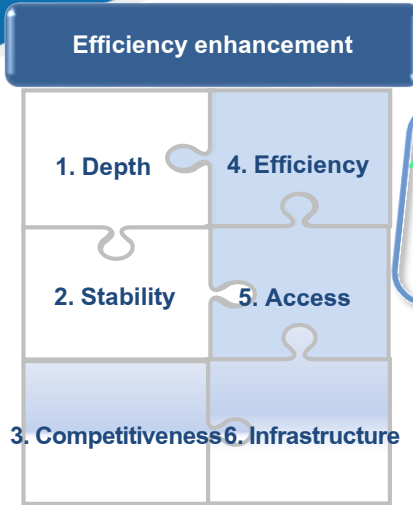 Efficiency enhancement
1. Depth
4. Efficiency
2. Stability
5. Access
3. Competitiveness
6. Infrastructure